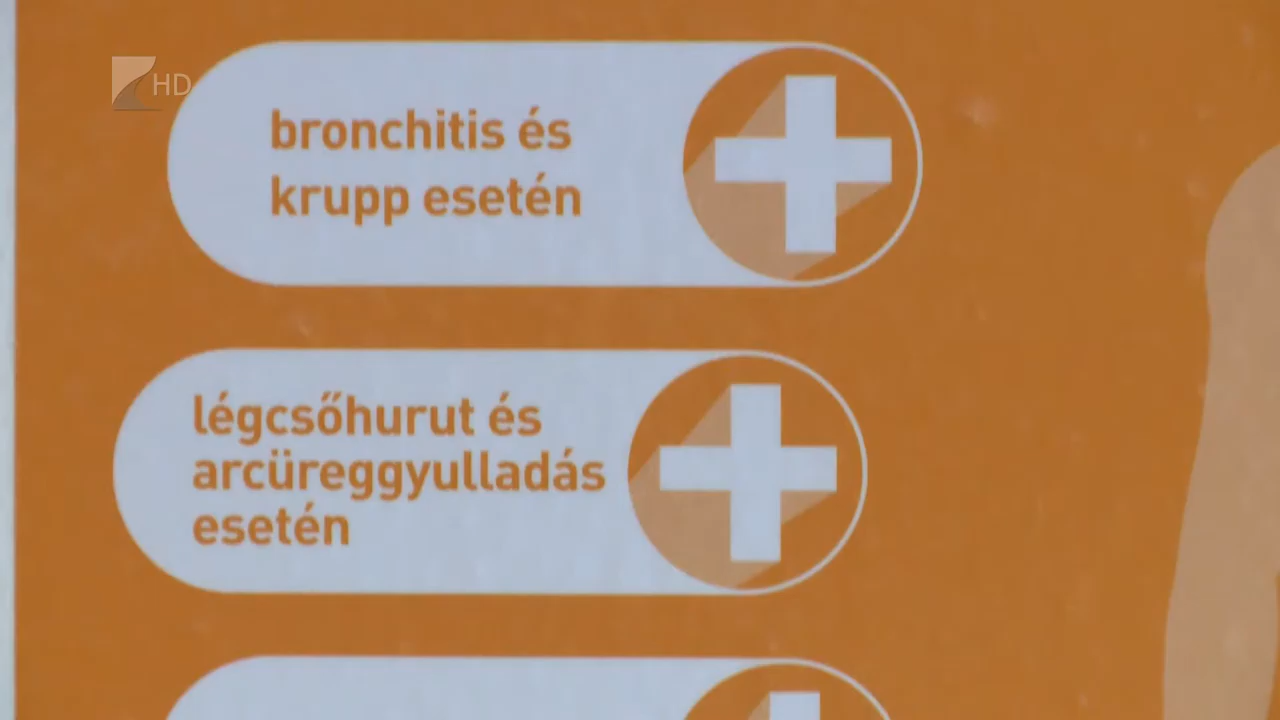 HD
bronchitis és
krupp esetén
légcsőhurut és
arcüreggyulladás
esetén